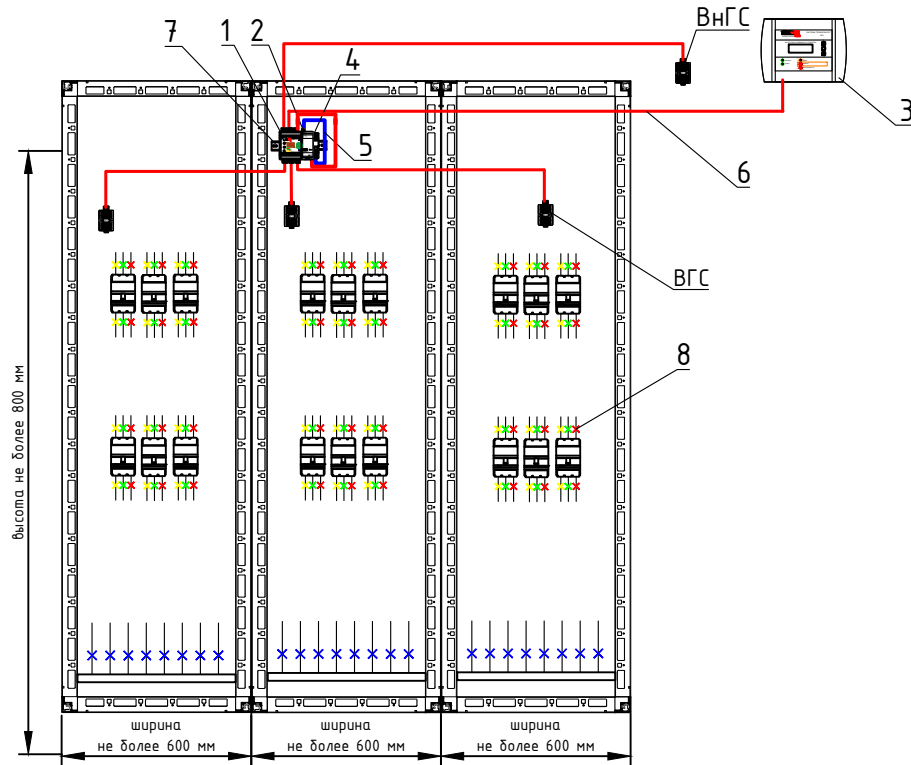 7
1
2
4
ВнГС
3
5
6
ВГС
8
высота не более 800 мм
ширина
не более 600 мм
ширина
не более 600 мм
ширина
не более 600 мм